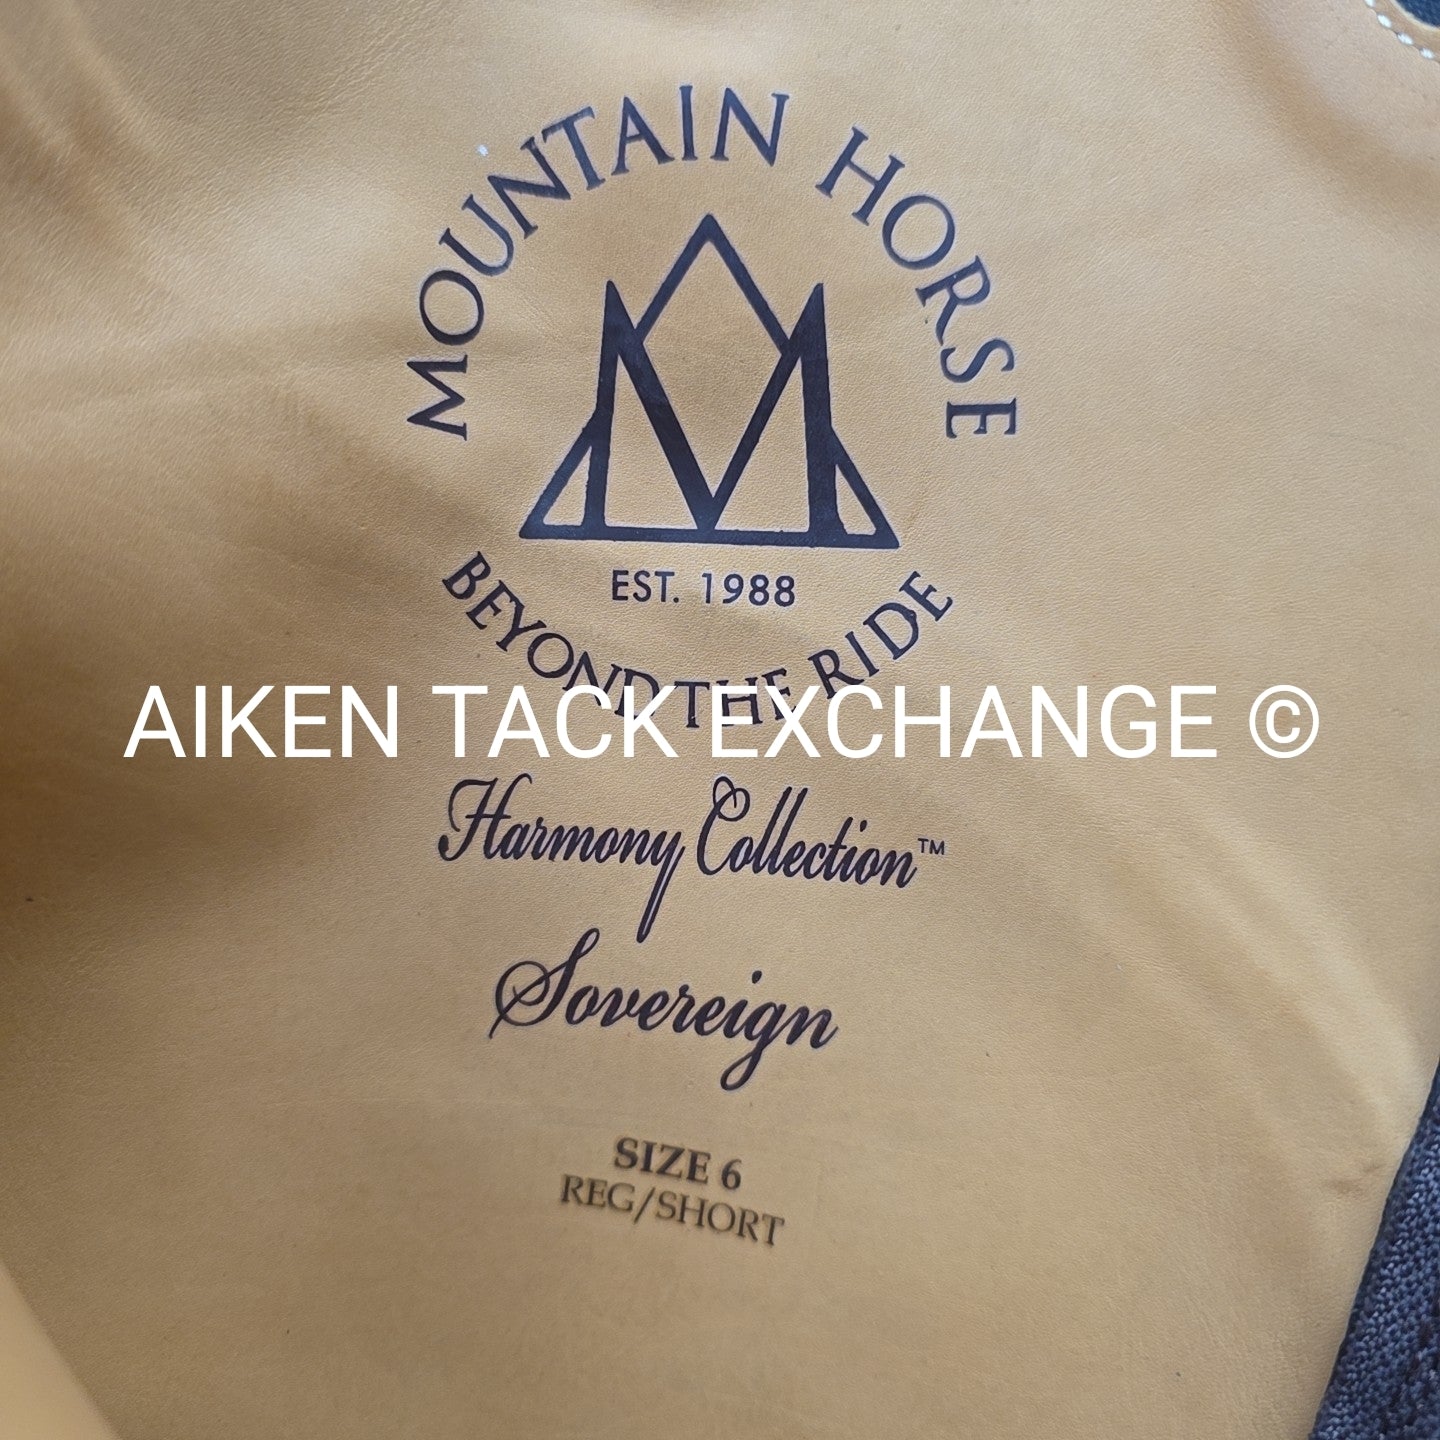 MOUNTAIN HORSE
EST. 1988
BEYOND THE RIDE
AIKEN TACK EXCHANGE ©
Harmony Collection™
Sovereign
SIZE 6
REG/SHORT